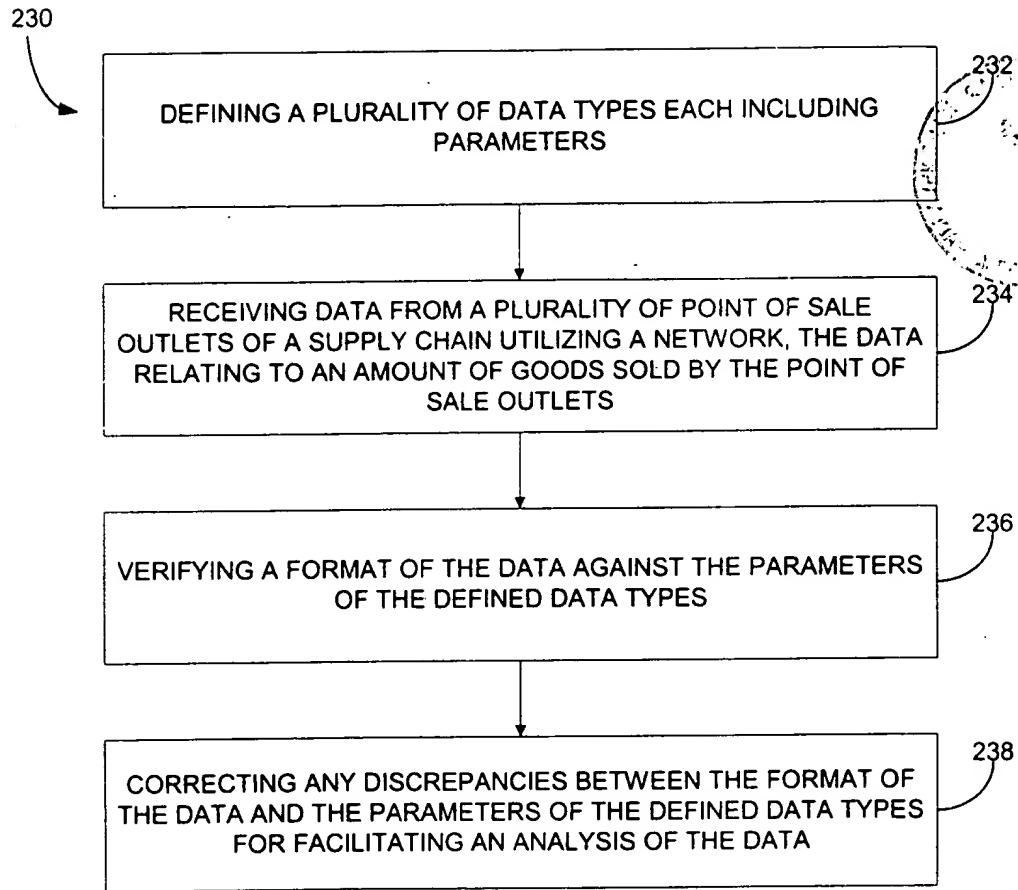 230
232
DEFINING A PLURALITY OF DATA TYPES EACH INCLUDING
PARAMETERS
234
RECEIVING DATA FROM A PLURALITY OF POINT OF SALE
OUTLETS OF A SUPPLY CHAIN UTILIZING A NETWORK, THE DATA
RELATING TO AN AMOUNT OF GOODS SOLD BY THE POINT OF
SALE OUTLETS
236
VERIFYING A FORMAT OF THE DATA AGAINST THE PARAMETERS
OF THE DEFINED DATA TYPES
238
CORRECTING ANY DISCREPANCIES BETWEEN THE FORMAT OF
THE DATA AND THE PARAMETERS OF THE DEFINED DATA TYPES
FOR FACILITATING AN ANALYSIS OF THE DATA